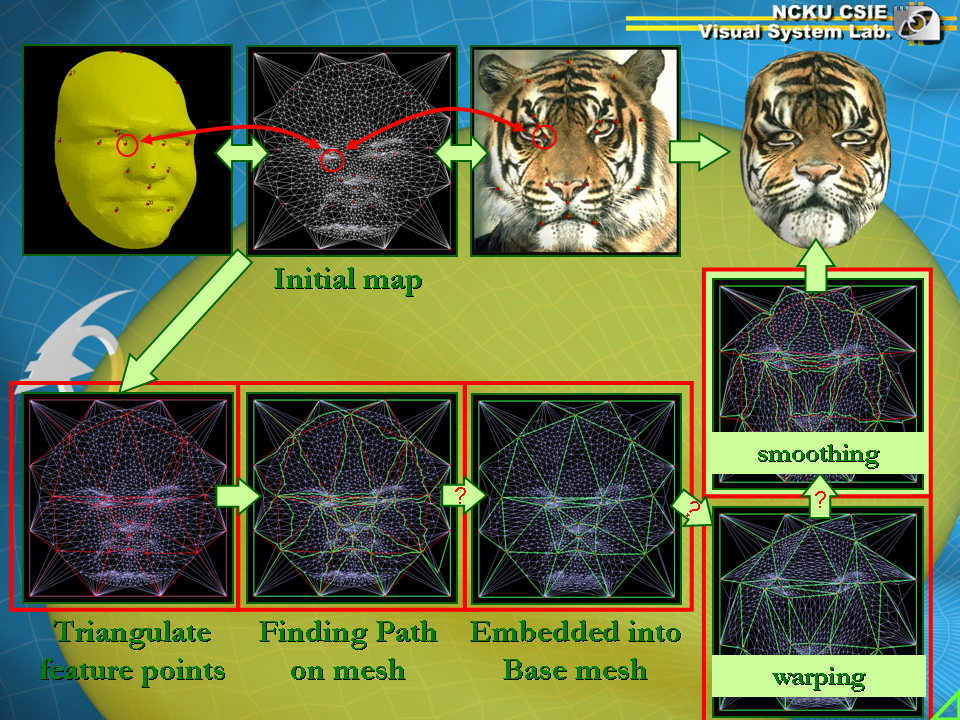 NCKU CSIE
Visual System Lab.
Initial map
smoothing
?
?
?
Triangulate
feature points
Finding Path
on mesh
Embedded into
Base mesh
warping